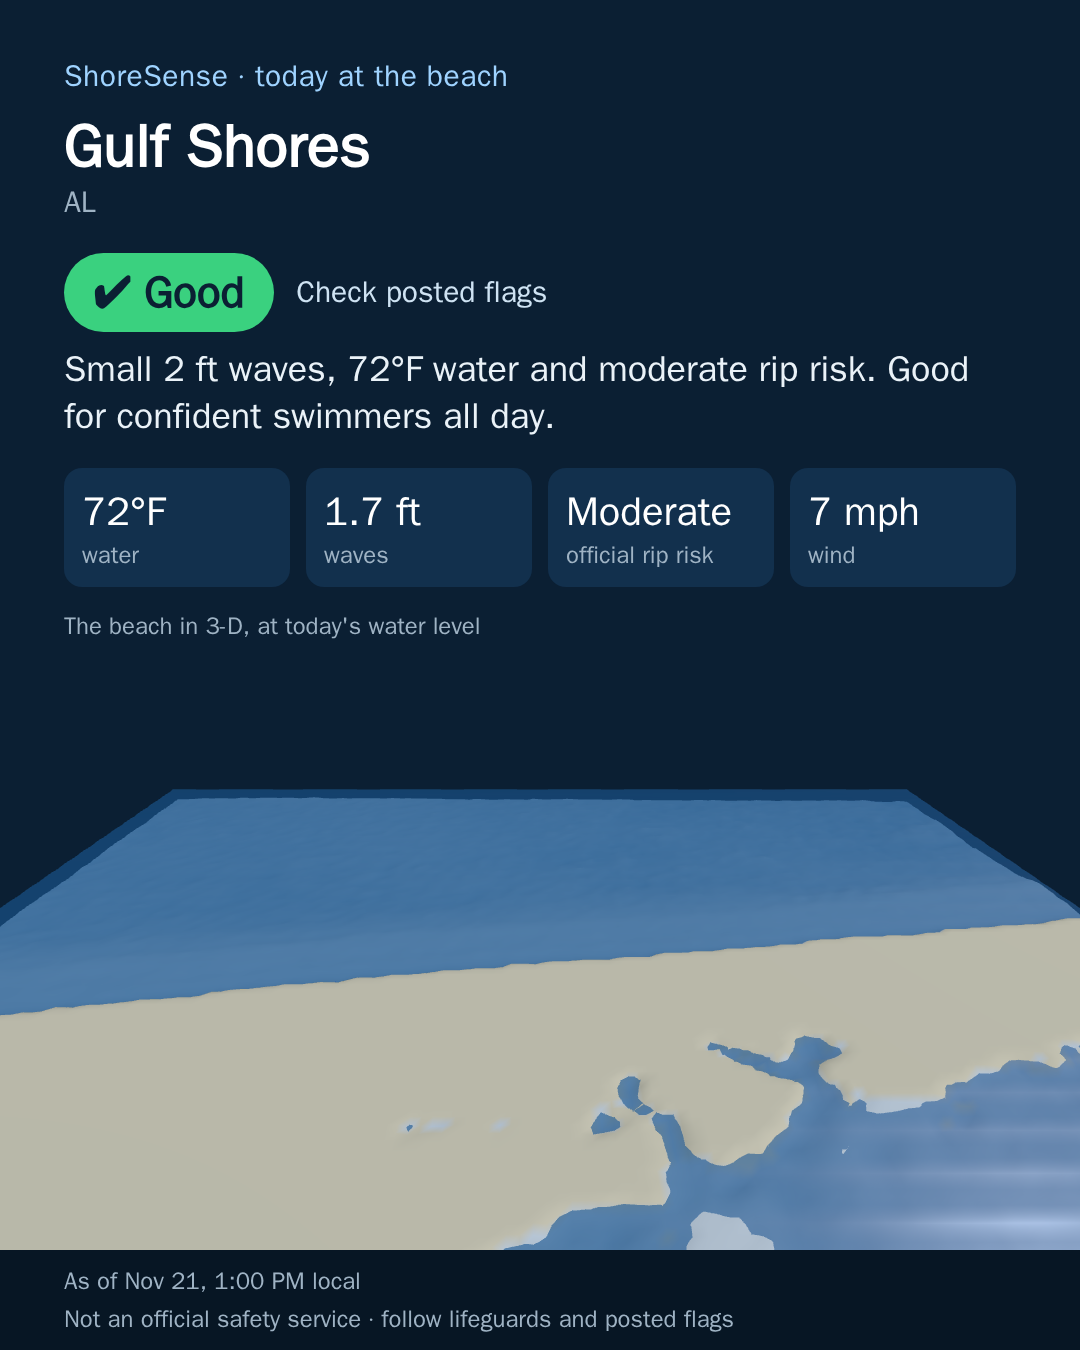 ShoreSense · today at the beach
Gulf Shores
AL
✔ Good
Check posted flags
Small 2 ft waves, 72°F water and moderate rip risk. Good
for confident swimmers all day.
72°F
water
1.7 ft
waves
Moderate
official rip risk
7 mph
wind
The beach in 3-D, at today's water level
As of Nov 21, 1:00 PM local
Not an official safety service · follow lifeguards and posted flags